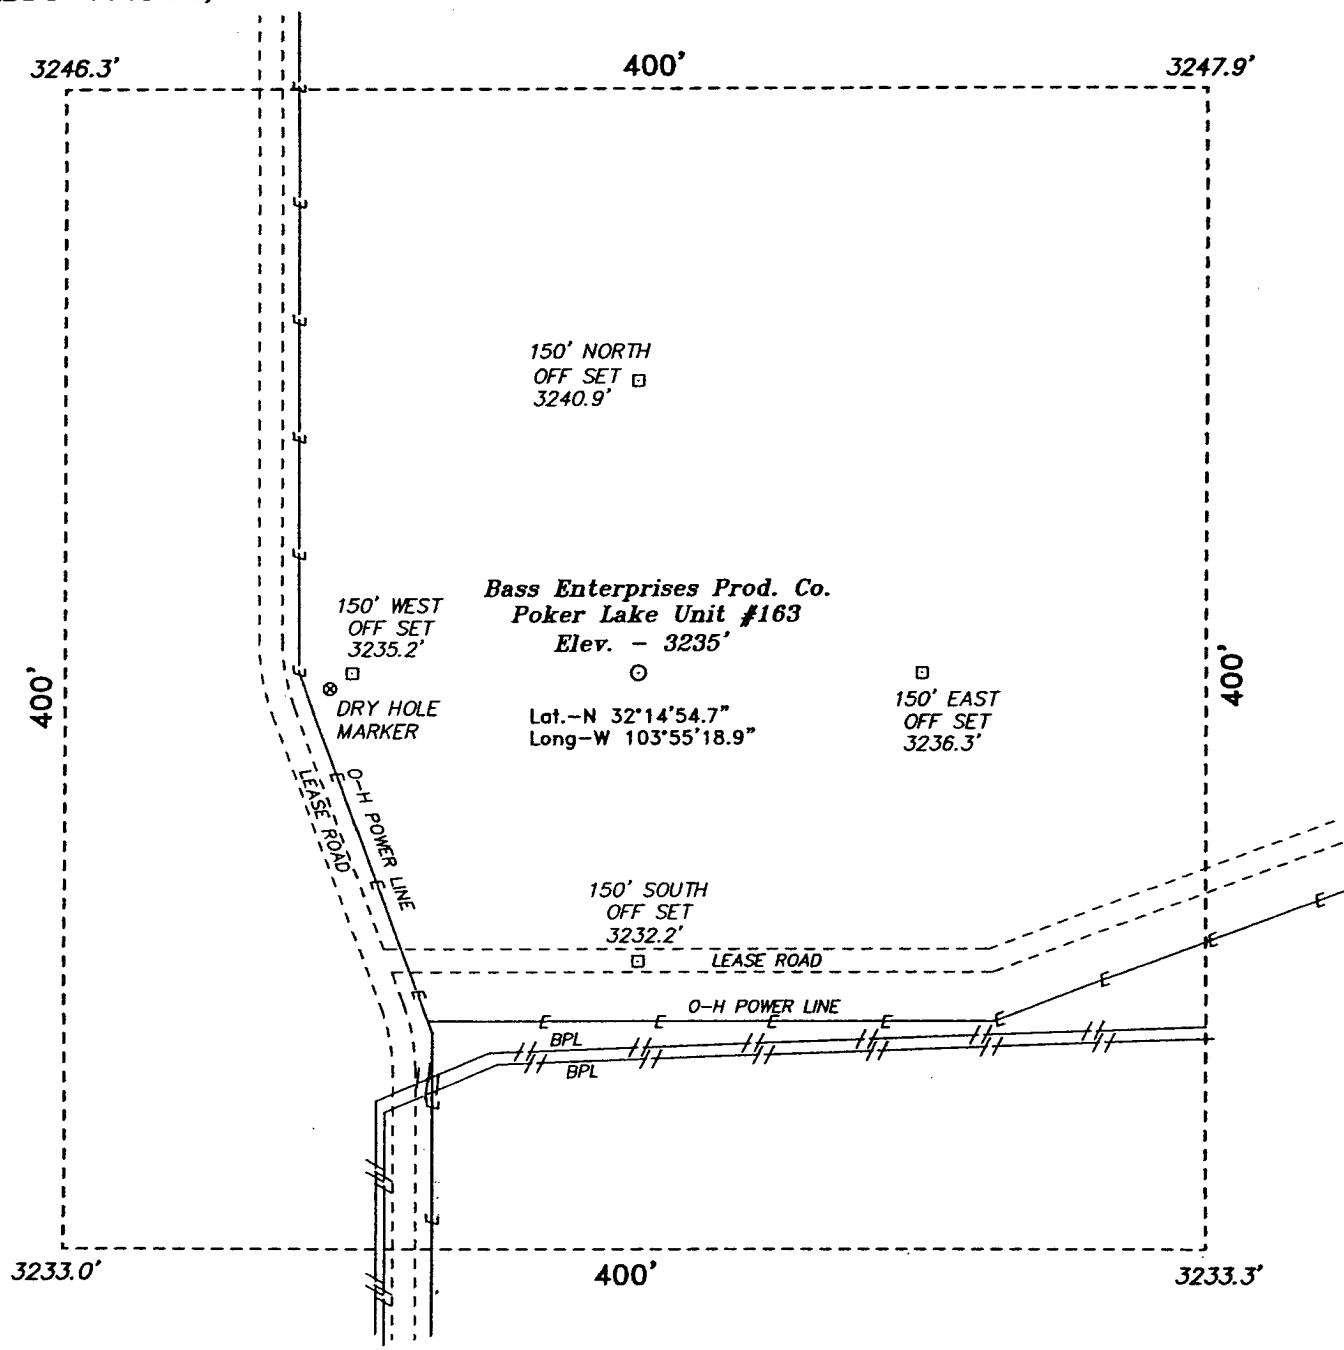 3246.3'
400'
3247.9'
150' NORTH
OFF SET
3240.9'
Bass Enterprises Prod. Co.
Poker Lake Unit #163
Elev. - 3235'
150' WEST
OFF SET
3235.2'
400'
400'
DRY HOLE
MARKER
Lat.-N 32°14'54.7"
Long-W 103°55'18.9"
150' EAST
OFF SET
3236.3'
LEASE ROAD
O-H POWER LINE
150' SOUTH
OFF SET
3232.2'
LEASE ROAD
O-H POWER LINE
BPL
BPL
3233.0'
400'
3233.3'